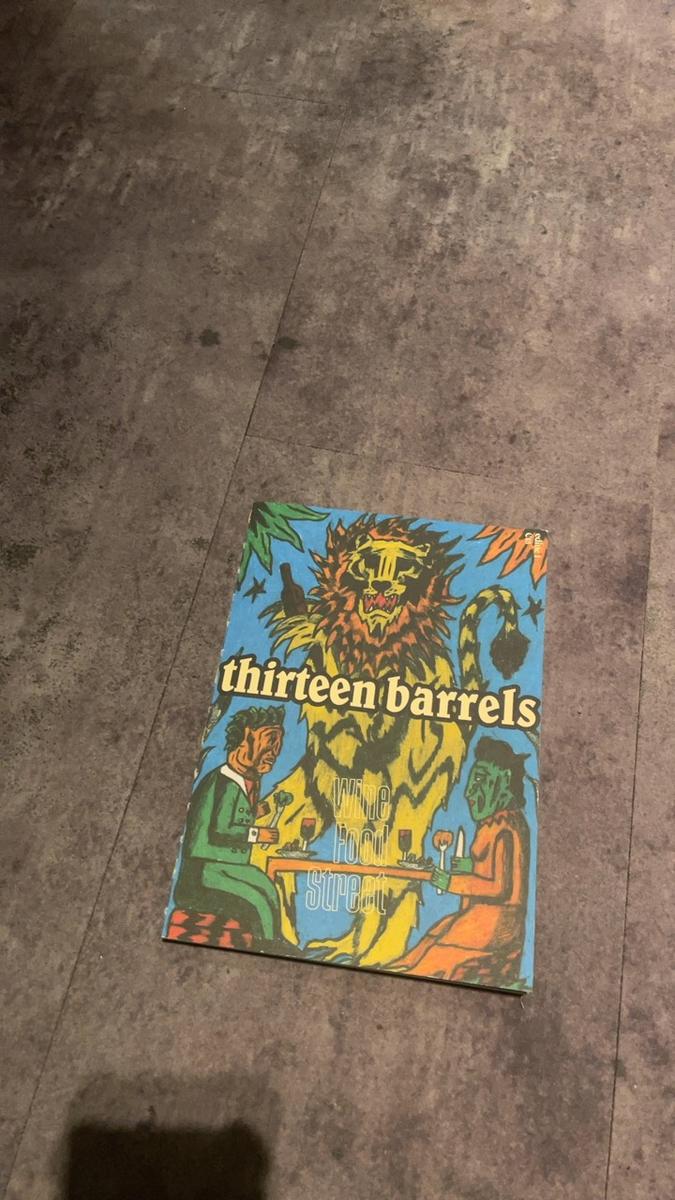 thirteen barrels
Wine
Food
Street